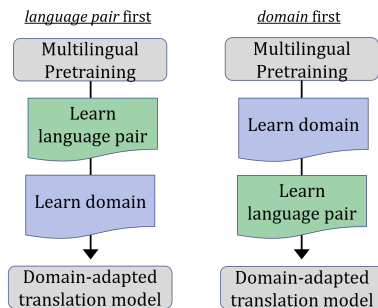 language pair first
Multilingual
Pretraining
Learn
language pair
Learn domain
Domain-adapted
translation model
domain first
Multilingual
Pretraining
Learn domain
Learn
language pair
Domain-adapted
translation model